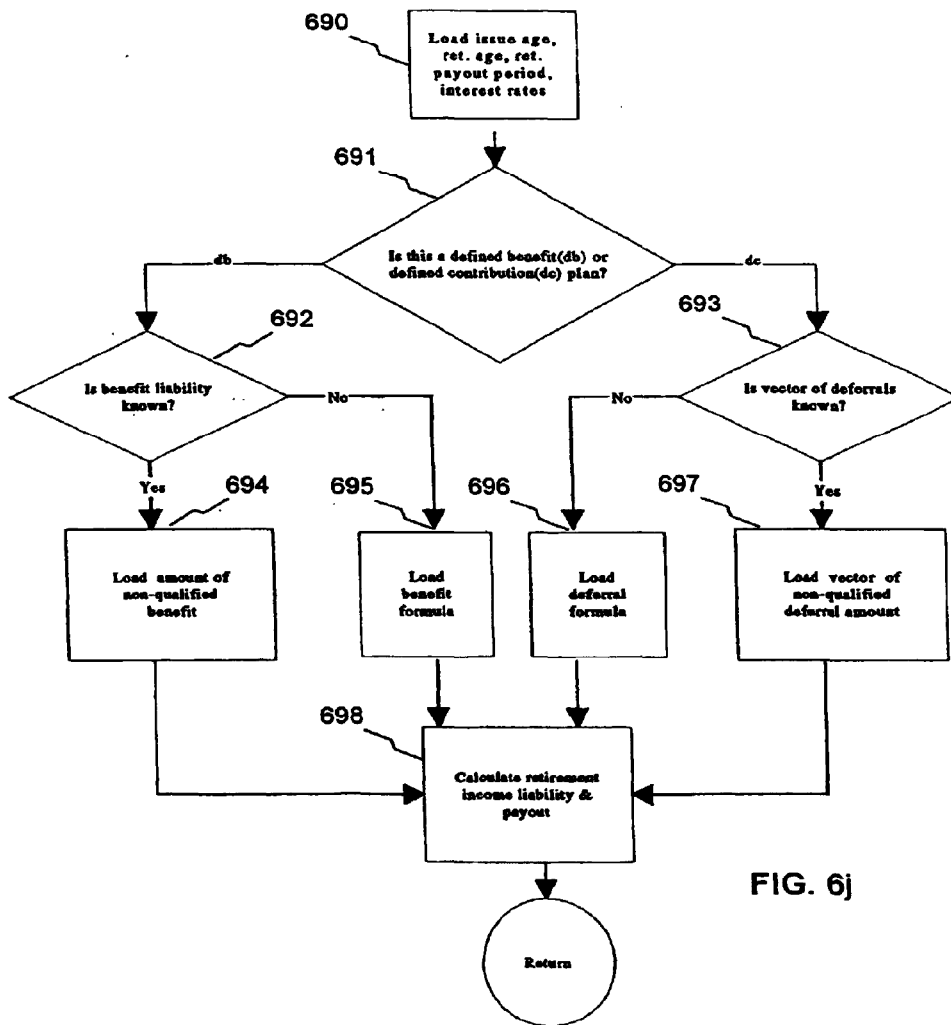 690
Load issue age,
ret. age, ret.
payout period,
interest rates
691
Is this a defined benefit(db) or
defined contribution(dc) plan?
db
dc
692
693
Is benefit liability
known?
No
No
Is vector of deferrals
known?
Yes
Yes
694
695
696
697
Load amount of
non-qualified
benefit
Load
benefit
formula
Load
deferral
formula
Load vector of
non-qualified
deferral amount
698
Calculate retirement
income liability &
payout
FIG. 6j
Return